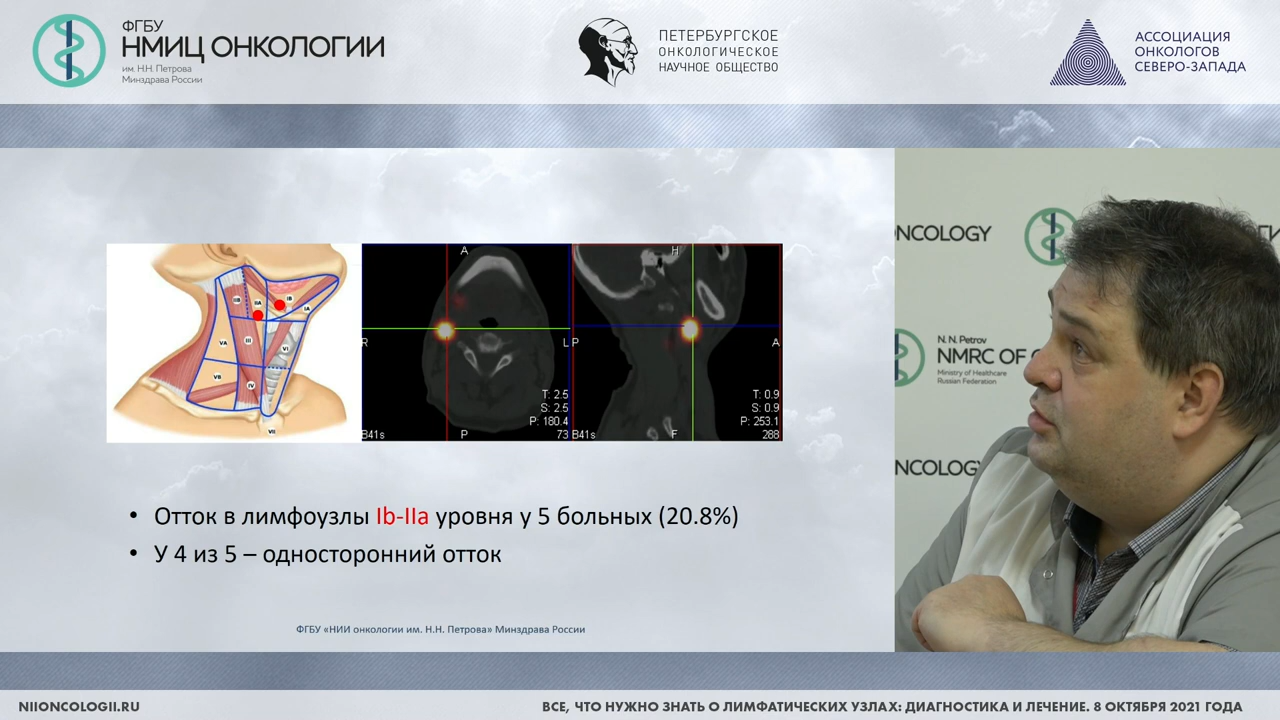 ФГБУ
НМИЦ ОНКОЛОГИИ
им. Н.Н. Петрова
Минздрава России
ПЕТЕРБУРГСКОЕ
ОНКОЛОГИЧЕСКОЕ
НАУЧНОЕ ОБЩЕСТВО
АССОЦИАЦИЯ
ОНКОЛОГОВ
СЕВЕРО-ЗАПАДА
IIB
IIA
IB
IA
VA
III
VI
VB
IV
VII
A
R
L
T: 2.5
S: 2.5
P: 180.4
B41s
P
73
H
P
A
T: 0.9
S: 0.9
P: 253.1
B41s
F
288
NCOLOGY
N. N. Petrov
NMRC OF
Ministry of Healthcare
Russian Federation
• Отток в лимфоузлы Ib-IIa уровня у 5 больных (20.8%)
• У 4 из 5 – односторонний отток
ФГБУ «НИИ онкологии им. Н.Н. Петрова» Минздрава России
NIIONCOLOGII.RU
ВСЕ, ЧТО НУЖНО ЗНАТЬ О ЛИМФАТИЧЕСКИХ УЗЛАХ: ДИАГНОСТИКА И ЛЕЧЕНИЕ. 8 ОКТЯБРЯ 2021 ГОДА